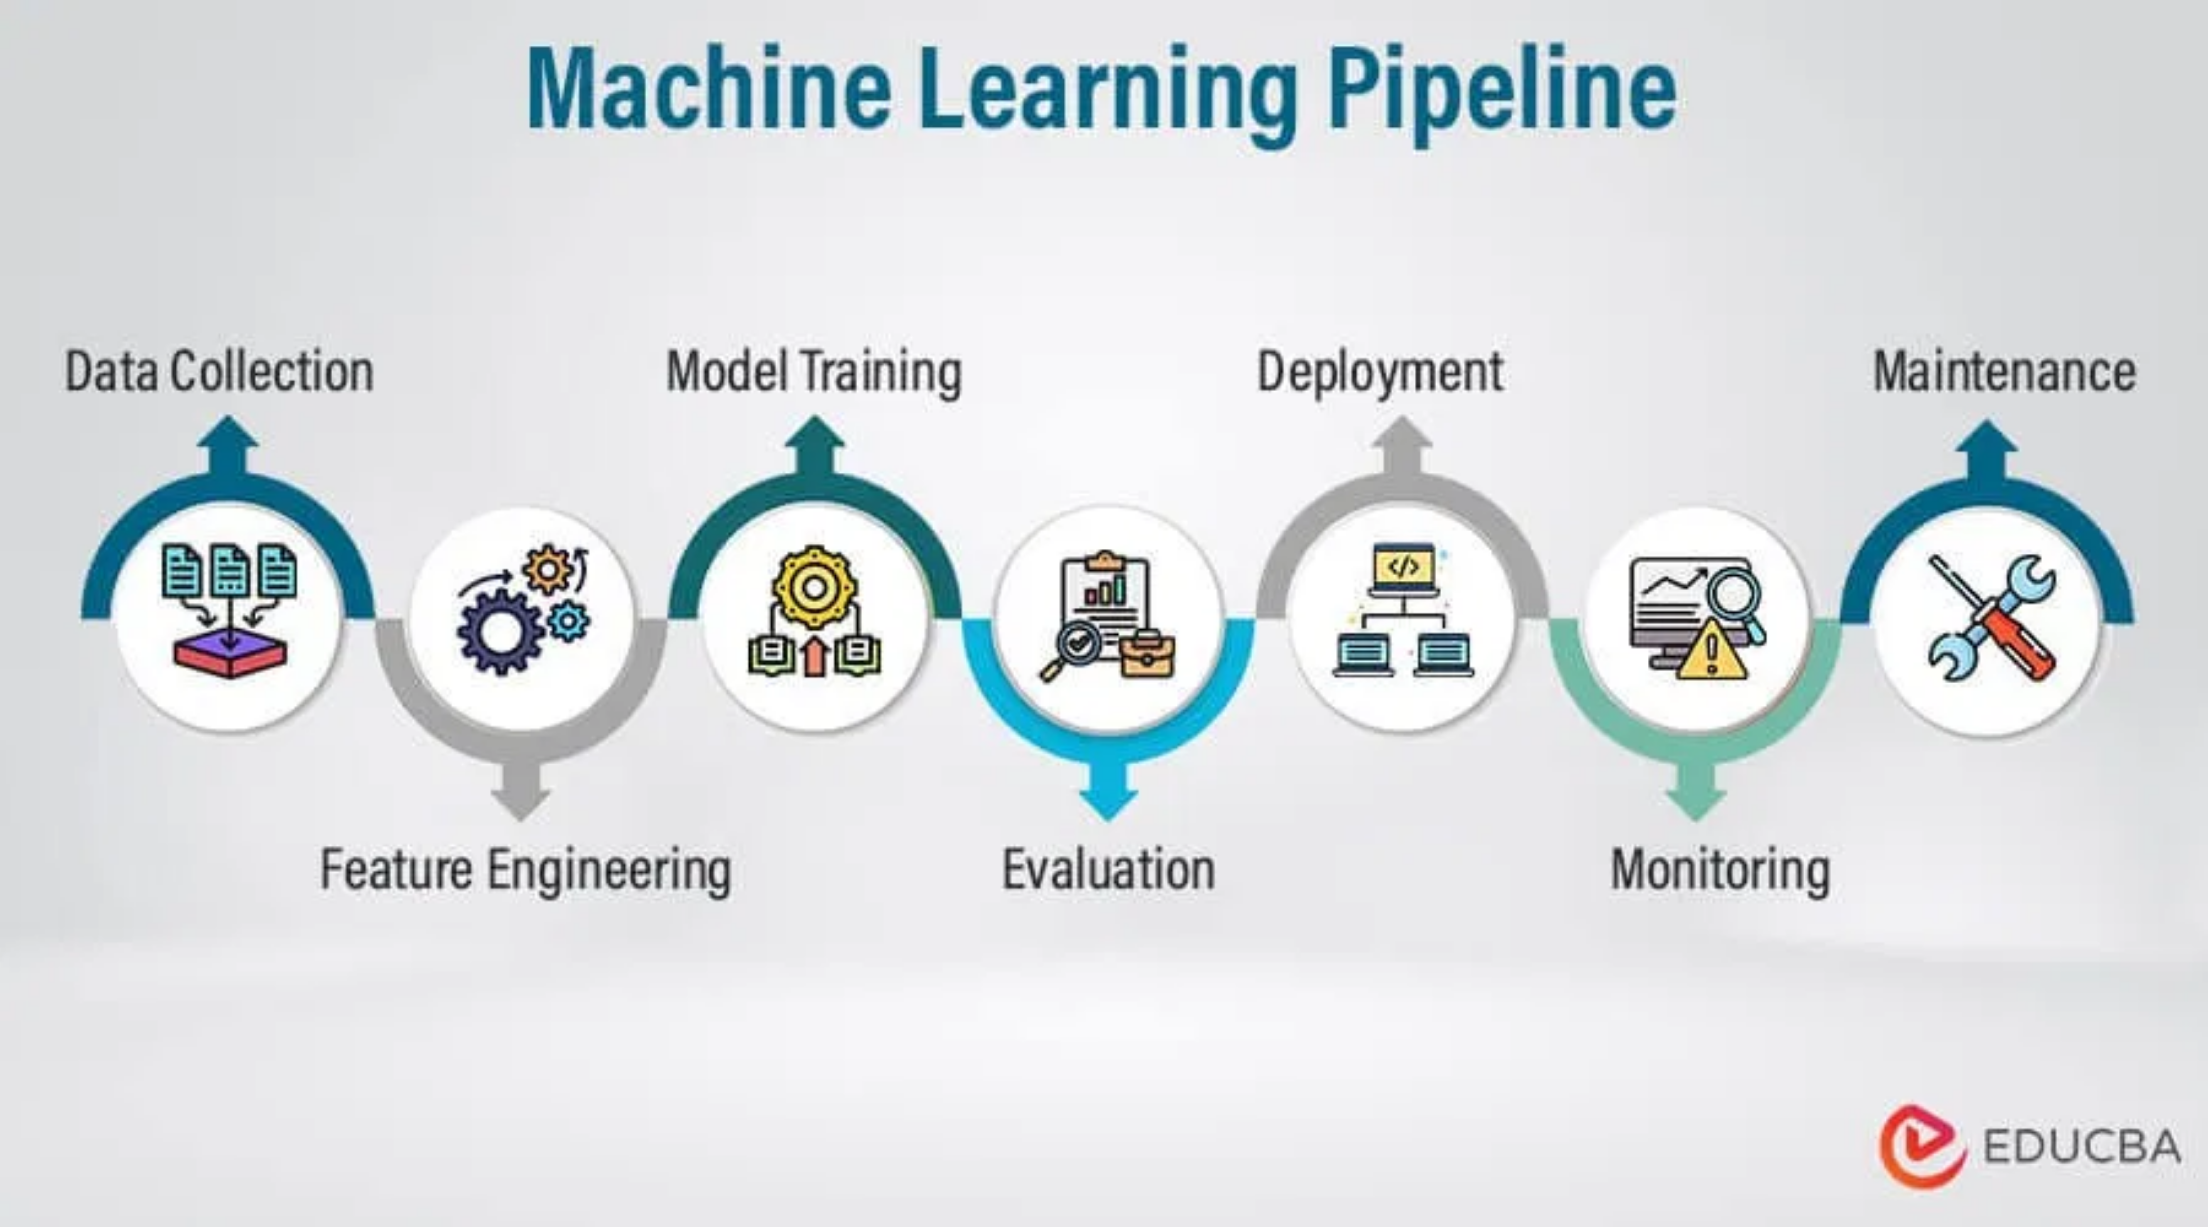 Machine Learning Pipeline
Data Collection
Feature Engineering
Model Training
Evaluation
Deployment
Monitoring
Maintenance
EDUCBA